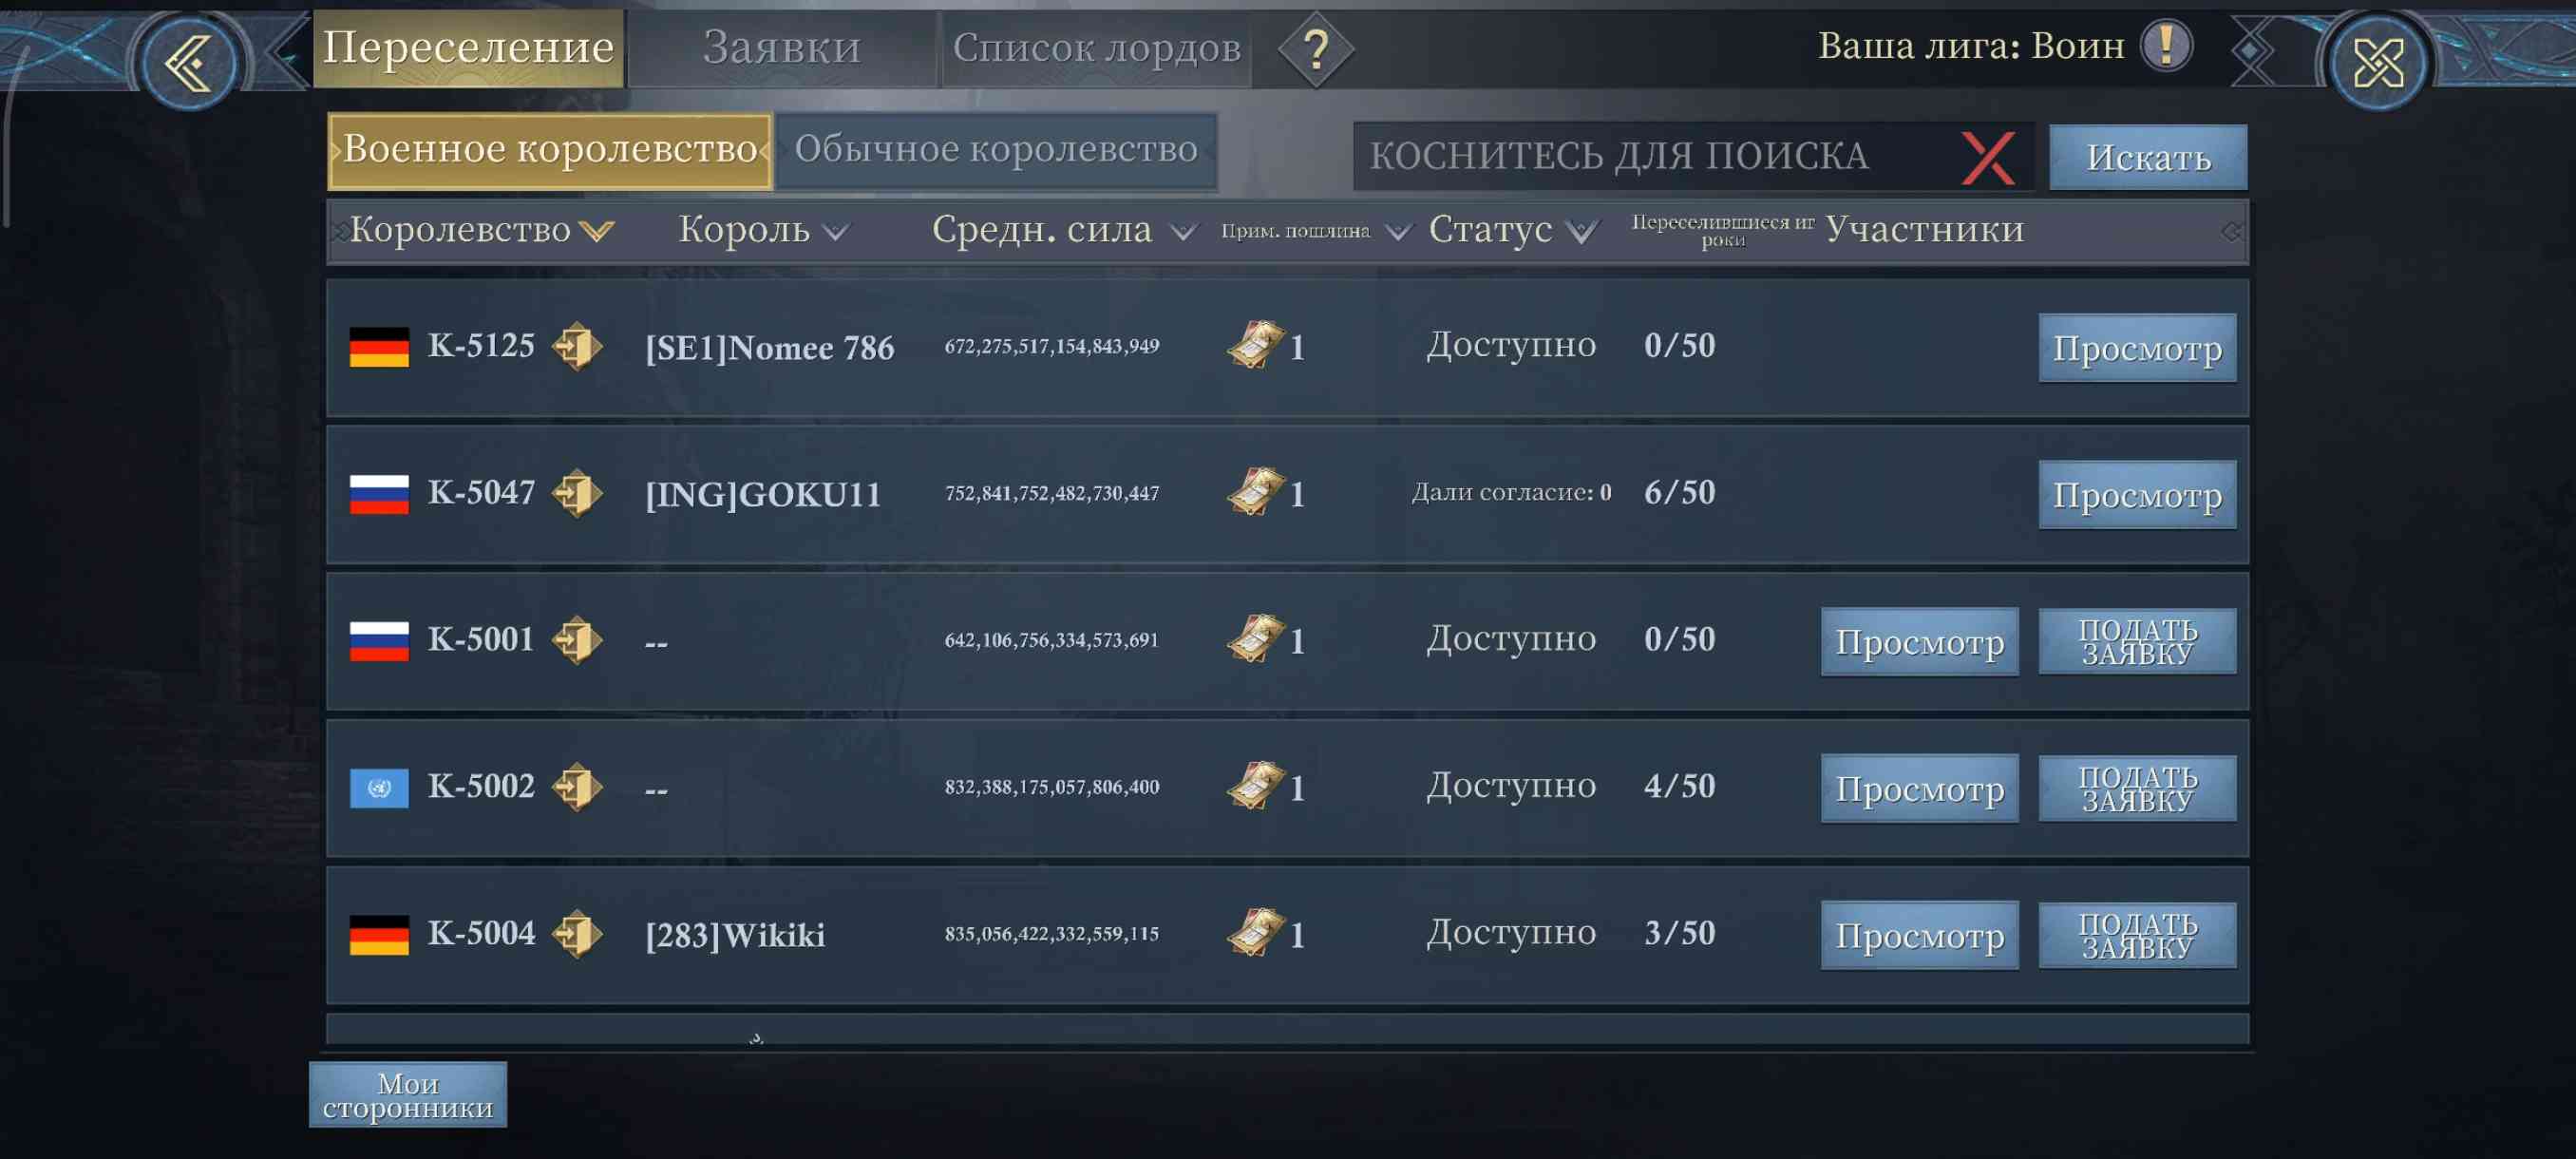 Переселение
Заявки
Список лордов
?
Ваша лига: Воин
!
Военное королевство
Обычное королевство
КОСНИТЕСЬ ДЛЯ ПОИСКА
Искать
Королевство
Король
Средн. сила
Прим. пошлина
Статус
Переселившиеся иг
роки
Участники
K-5125
[SE1]Nomee 786
672,275,517,154,843,949
1
Доступно
0/50
Просмотр
K-5047
[ING]GOKU11
752,841,752,482,730,447
1
Дали согласие: 0
6/50
Просмотр
K-5001
--
642,106,756,334,573,691
1
Доступно
0/50
Просмотр
ПОДАТЬ
ЗАЯВКУ
K-5002
--
832,388,175,057,806,400
1
Доступно
4/50
Просмотр
ПОДАТЬ
ЗАЯВКУ
K-5004
[283]Wikiki
835,056,422,332,559,115
1
Доступно
3/50
Просмотр
ПОДАТЬ
ЗАЯВКУ
Мои
сторонники